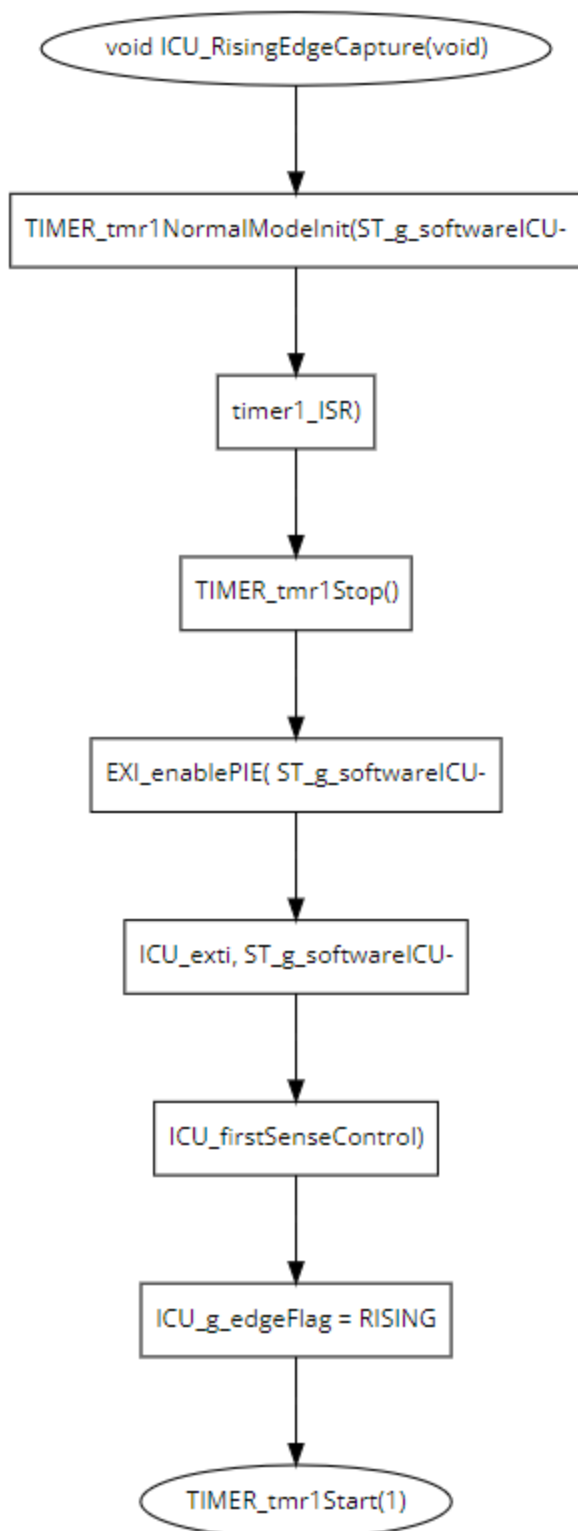 void ICU_RisingEdgeCapture(void)
TIMER_tmr1NormalModeInit(ST_g_softwareICU-
timer1_ISR)
TIMER_tmr1Stop()
EXI_enablePIE( ST_g_softwareICU-
ICU_exti, ST_g_softwareICU-
ICU_firstSenseControl)
ICU_g_edgeFlag = RISING
TIMER_tmr1Start(1)